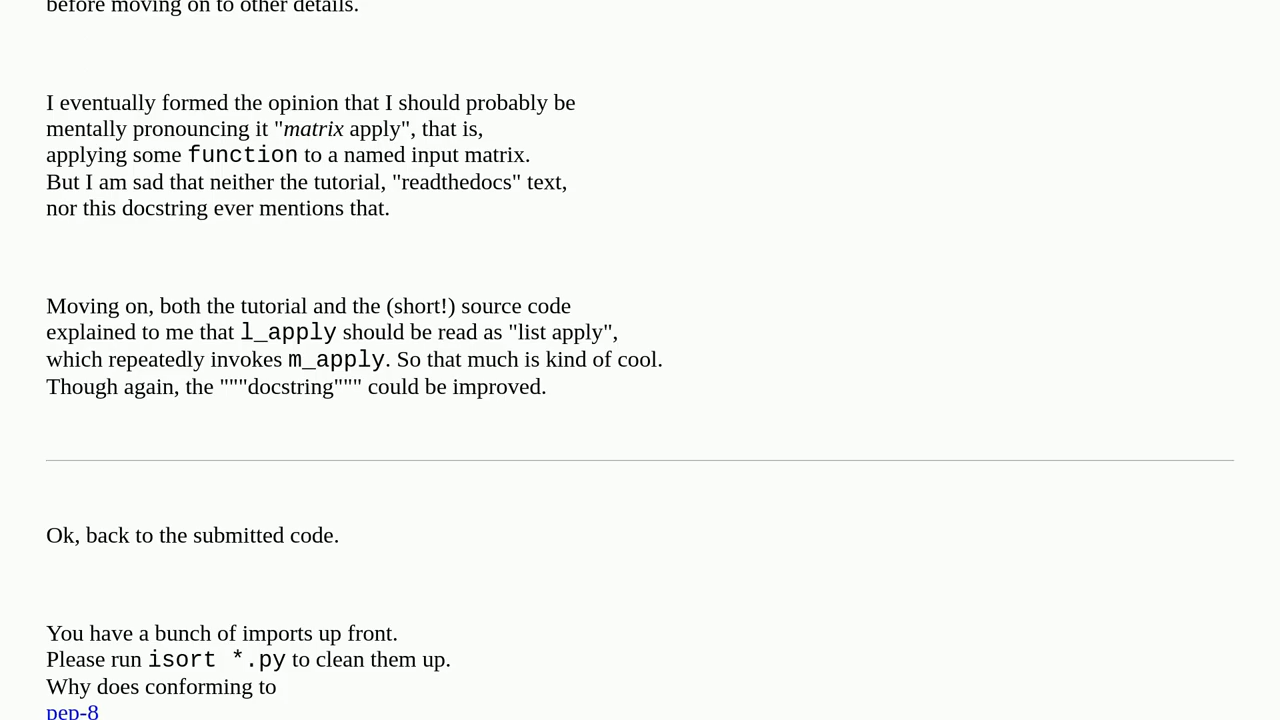 before moving on to other details.
I eventually formed the opinion that I should probably be
mentally pronouncing it "matrix apply", that is,
applying some function to a named input matrix.
But I am sad that neither the tutorial, "readthedocs" text,
nor this docstring ever mentions that.
Moving on, both the tutorial and the (short!) source code
explained to me that l_apply should be read as "list apply",
which repeatedly invokes m_apply. So that much is kind of cool.
Though again, the """docstring""" could be improved.
Ok, back to the submitted code.
You have a bunch of imports up front.
Please run isort *.py to clean them up.
Why does conforming to
pep-8